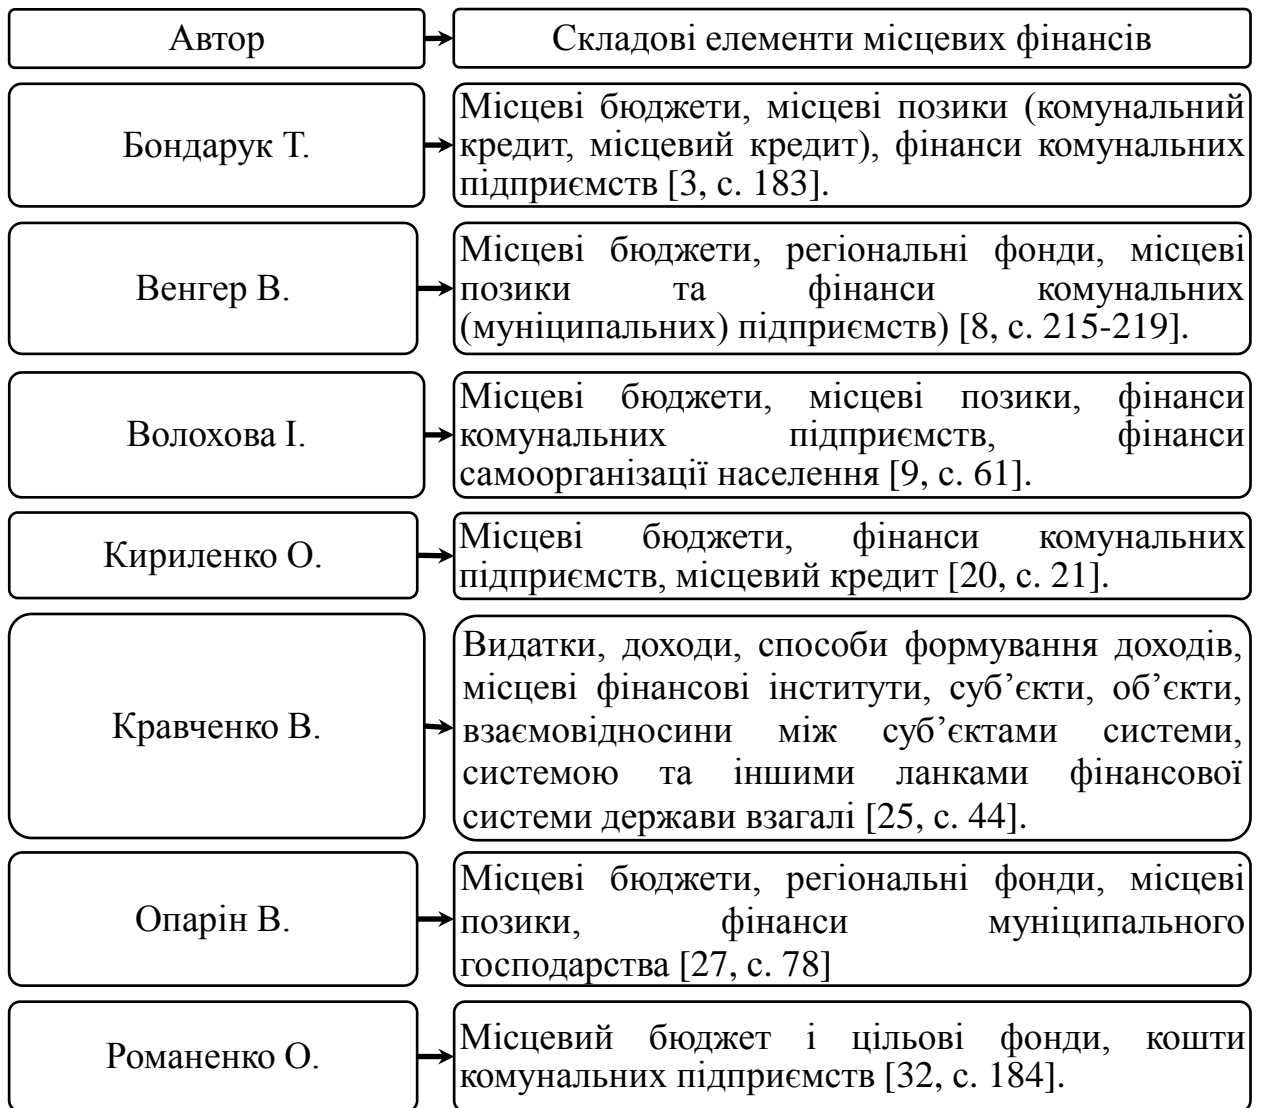 Автор
Складові елементи місцевих фінансів
Бондарук Т.
Місцеві бюджети, місцеві позики (комунальний
кредит, місцевий кредит), фінанси комунальних
підприємств [3, с. 183].
Венгер В.
Місцеві бюджети, регіональні фонди, місцеві
позики та фінанси комунальних
(муніципальних) підприємств) [8, с. 215-219].
Волохова І.
Місцеві бюджети, місцеві позики, фінанси
комунальних підприємств, фінанси
самоорганізації населення [9, с. 61].
Кириленко О.
Місцеві бюджети, фінанси комунальних
підприємств, місцевий кредит [20, с. 21].
Кравченко В.
Видатки, доходи, способи формування доходів,
місцеві фінансові інститути, суб’єкти, об’єкти,
взаємовідносини між суб’єктами системи,
системою та іншими ланками фінансової
системи держави взагалі [25, с. 44].
Опарін В.
Місцеві бюджети, регіональні фонди, місцеві
позики, фінанси муніципального
господарства [27, с. 78]
Романенко О.
Місцевий бюджет і цільові фонди, кошти
комунальних підприємств [32, с. 184].